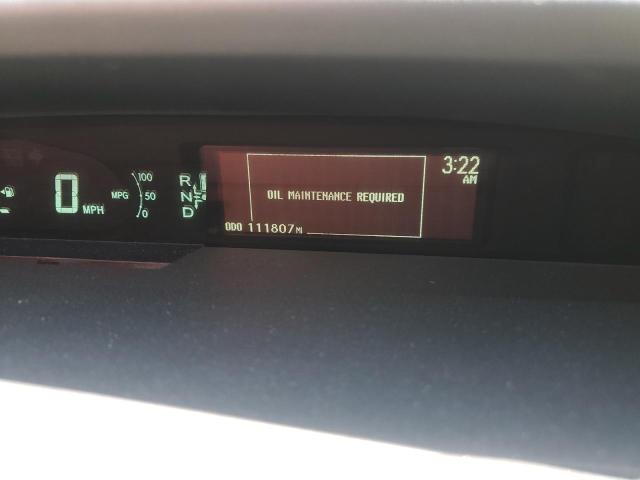 0 MPH
100
MPG 50
0
R
N
D
OIL MAINTENANCE REQUIRED
ODO 111807 MI
3:22
AM